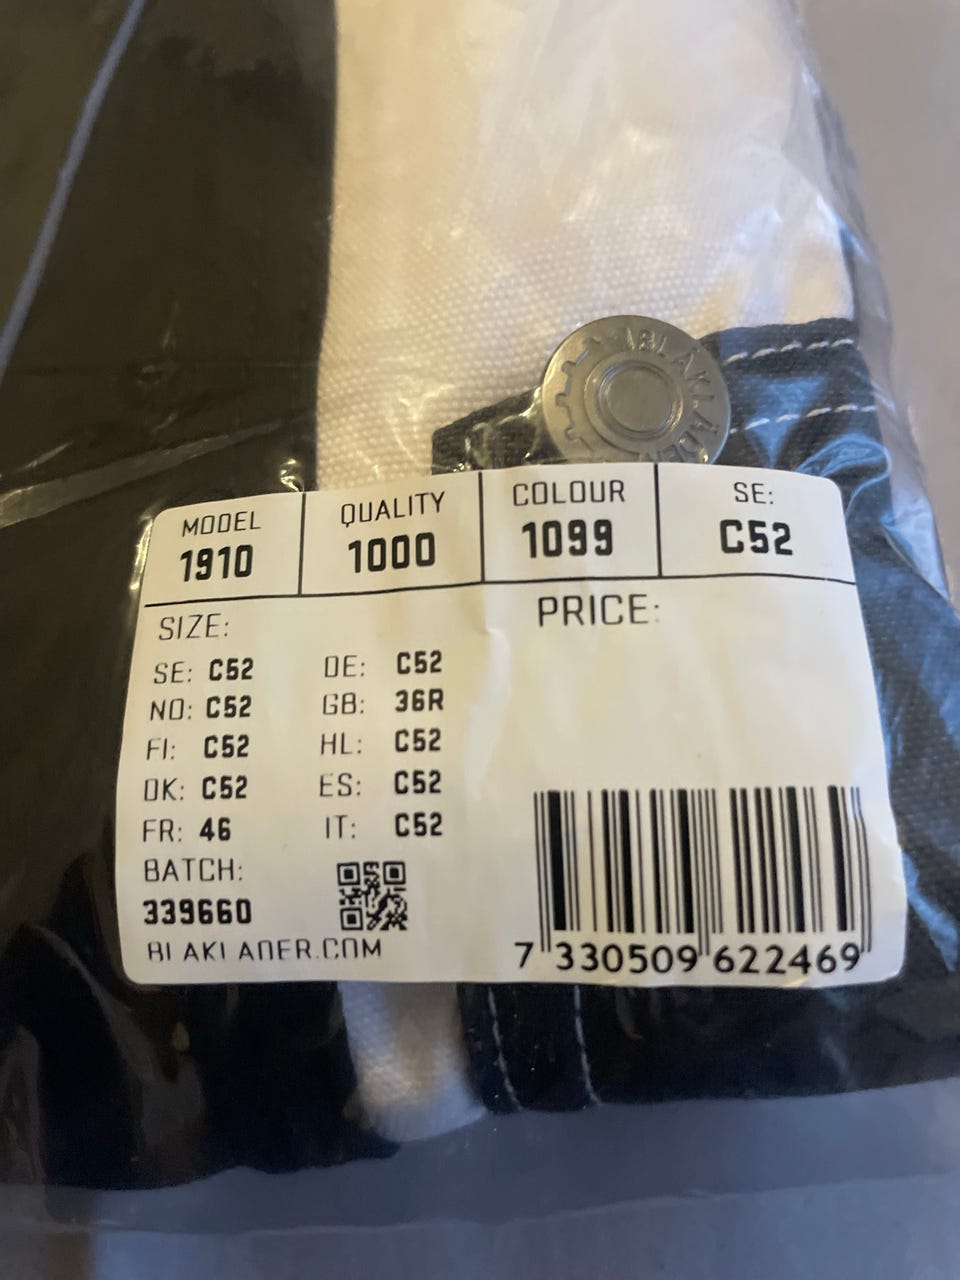 BLÅKLÄDER
MODEL QUALITY COLOUR SE:
1910 1000 1099 C52
SIZE: PRICE:
SE: C52 DE: C52
NO: C52 GB: 36R
FI: C52 HL: C52
DK: C52 ES: C52
FR: 46 IT: C52
BATCH:
339660
BLAKLADER.COM
7 330509 622469